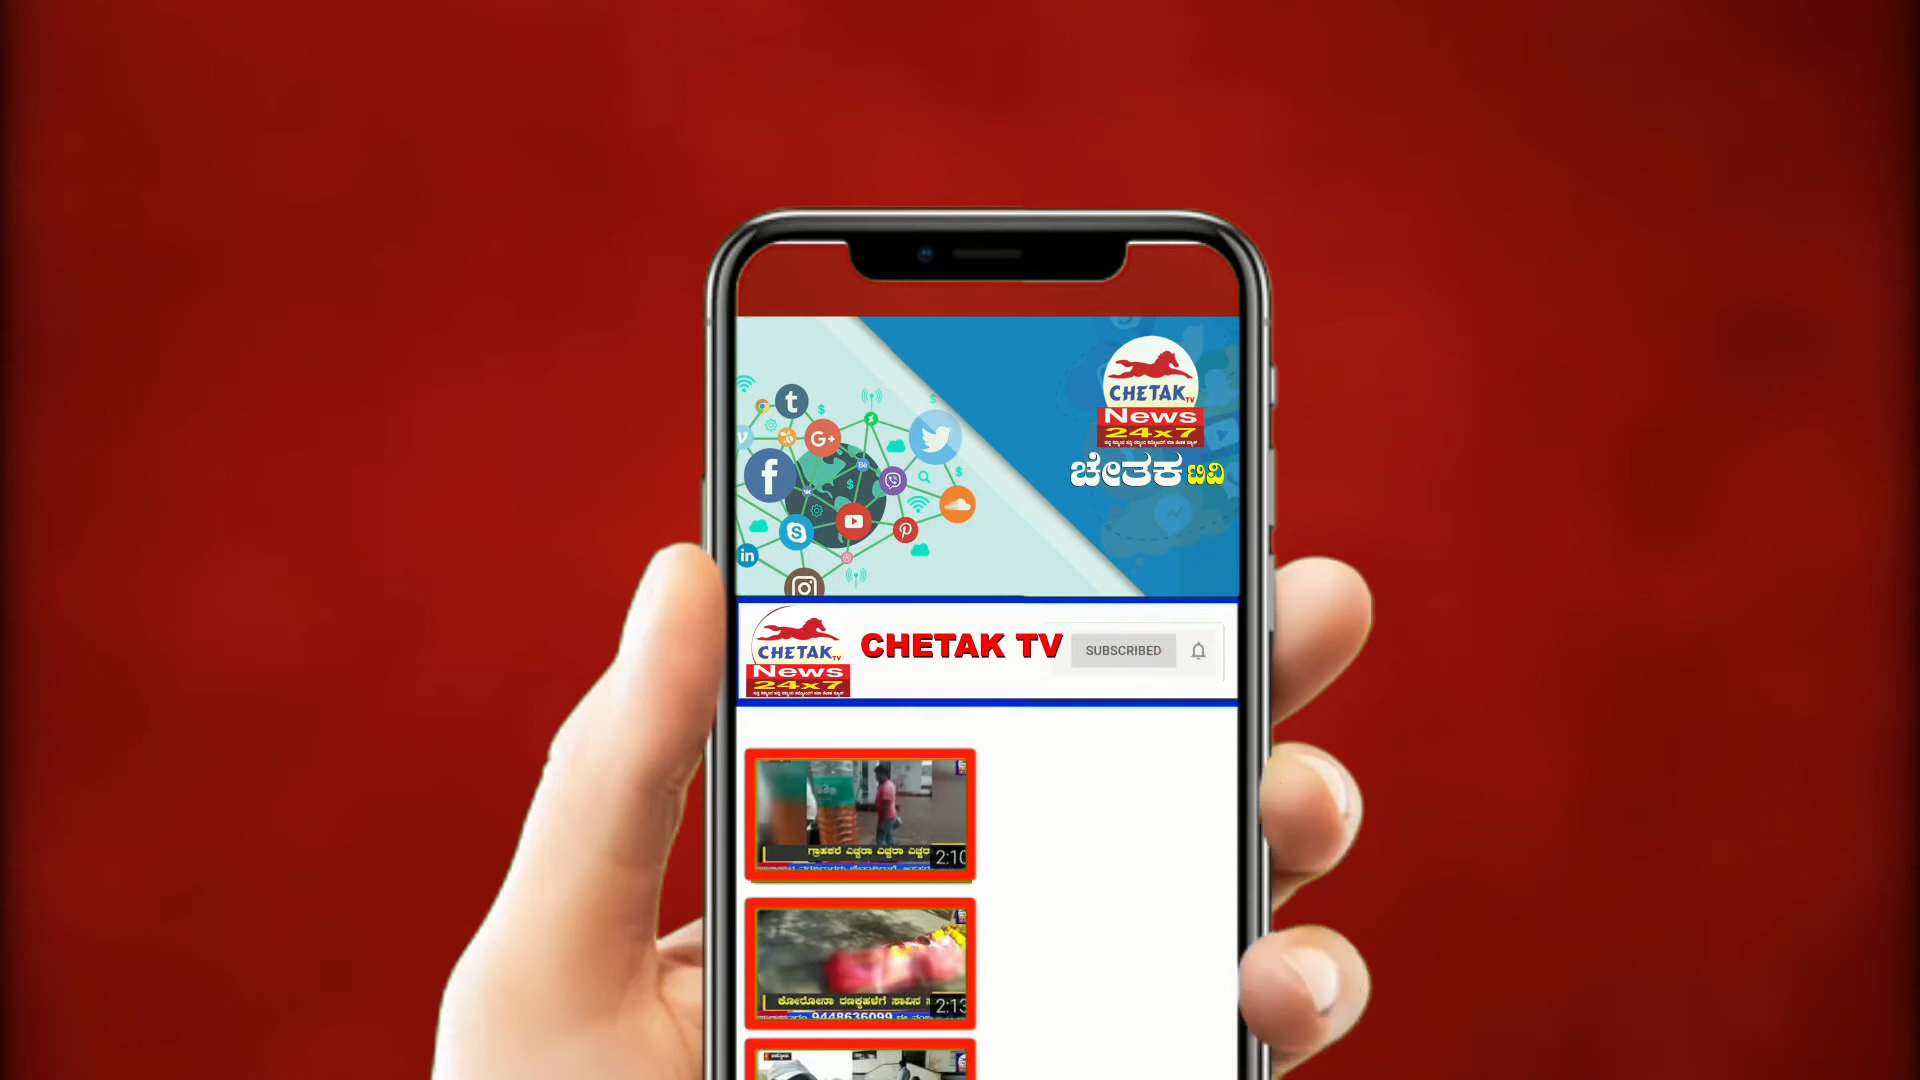 CHETAK TV
News
24x7
ಚೇತಕ ಟಿವಿ
CHETAK TV
News
24x7
CHETAK TV
SUBSCRIBED
ಗ್ರಾಹಕರೆ ಎಚ್ಚರಾ ಎಚ್ಚರಾ ಎಚ್ಚರ
2:10
ಕೋರೋನಾ ರಣಕ್ಕಹಳೆಗೆ ಸಾವಿನ
2:13
9448636099